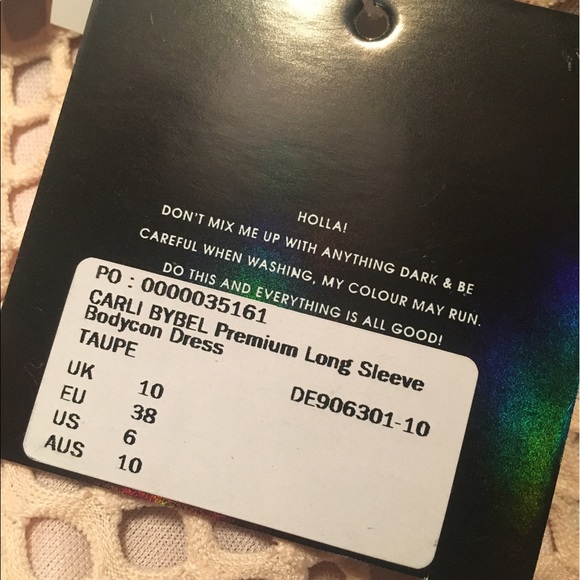 HOLLA!
DON'T MIX ME UP WITH ANYTHING DARK & BE
CAREFUL WHEN WASHING, MY COLOUR MAY RUN.
DO THIS AND EVERYTHING IS ALL GOOD!
PO : 0000035161
CARLI BYBEL Premium Long Sleeve
Bodycon Dress
TAUPE
UK 10 DE906301-10
EU 38
US 6
AUS 10